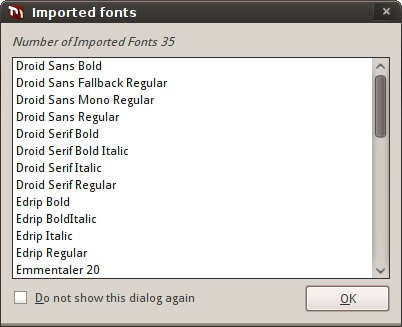 Imported fonts
Number of Imported Fonts 35
Droid Sans Bold
Droid Sans Fallback Regular
Droid Sans Mono Regular
Droid Sans Regular
Droid Serif Bold
Droid Serif Bold Italic
Droid Serif Italic
Droid Serif Regular
Edrip Bold
Edrip BoldItalic
Edrip Italic
Edrip Regular
Emmentaler 20
Do not show this dialog again
OK